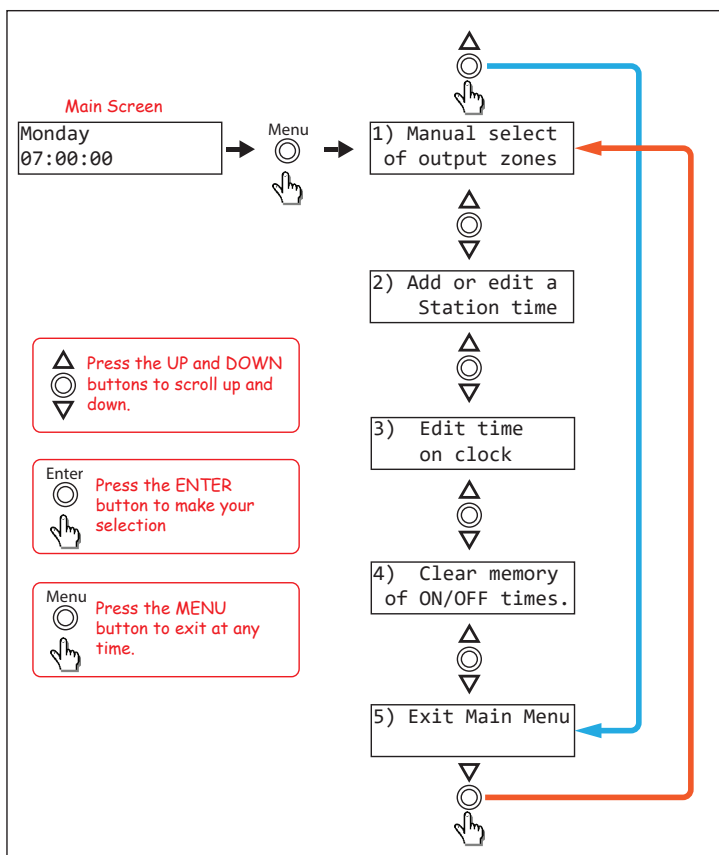 Main Screen
Monday
07:00:00
Menu
1) Manual select
of output zones
2) Add or edit a
Station time
3) Edit time
on clock
4) Clear memory
of ON/OFF times.
5) Exit Main Menu
Press the UP and DOWN
buttons to scroll up and
down.
Enter
Press the ENTER
button to make your
selection
Menu
Press the MENU
button to exit at any
time.